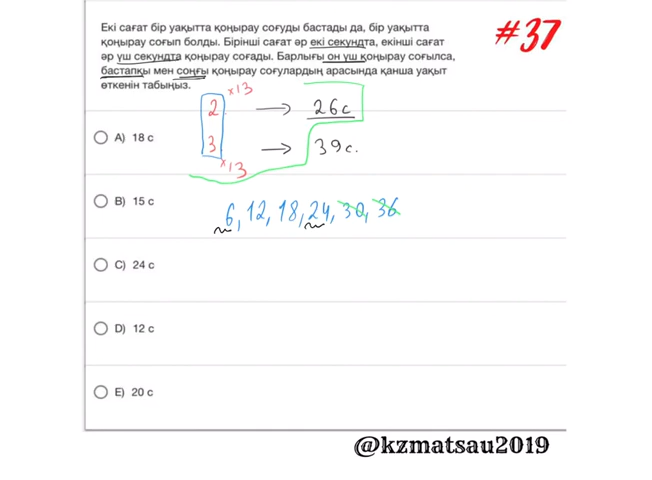 Екі сағат бір уақытта қоңырау соғуды бастады да, бір уақытта
қоңырау соғып болды. Бірінші сағат әр екі секундта, екінші сағат
әр үш секундта қоңырау соғады. Барлығы он үш қоңырау соғылса,
бастапқы мен соңғы қоңырау соғулардың арасында қанша уақыт
өткенін табыңыз.
#37
×13
2 → 26с
3 → 39с.
×13
A) 18 с
6, 12, 18, 24, 30, 36
B) 15 с
C) 24 с
D) 12 с
E) 20 с
@kzmatsau2019